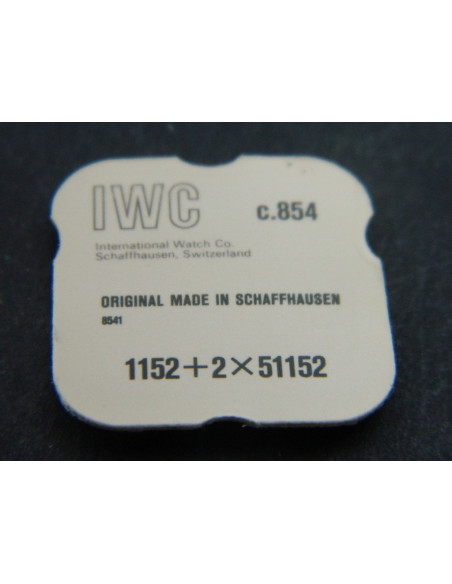 IWC c.854
International Watch Co.
Schaffhausen, Switzerland
ORIGINAL MADE IN SCHAFFHAUSEN
8541
1152+2×51152